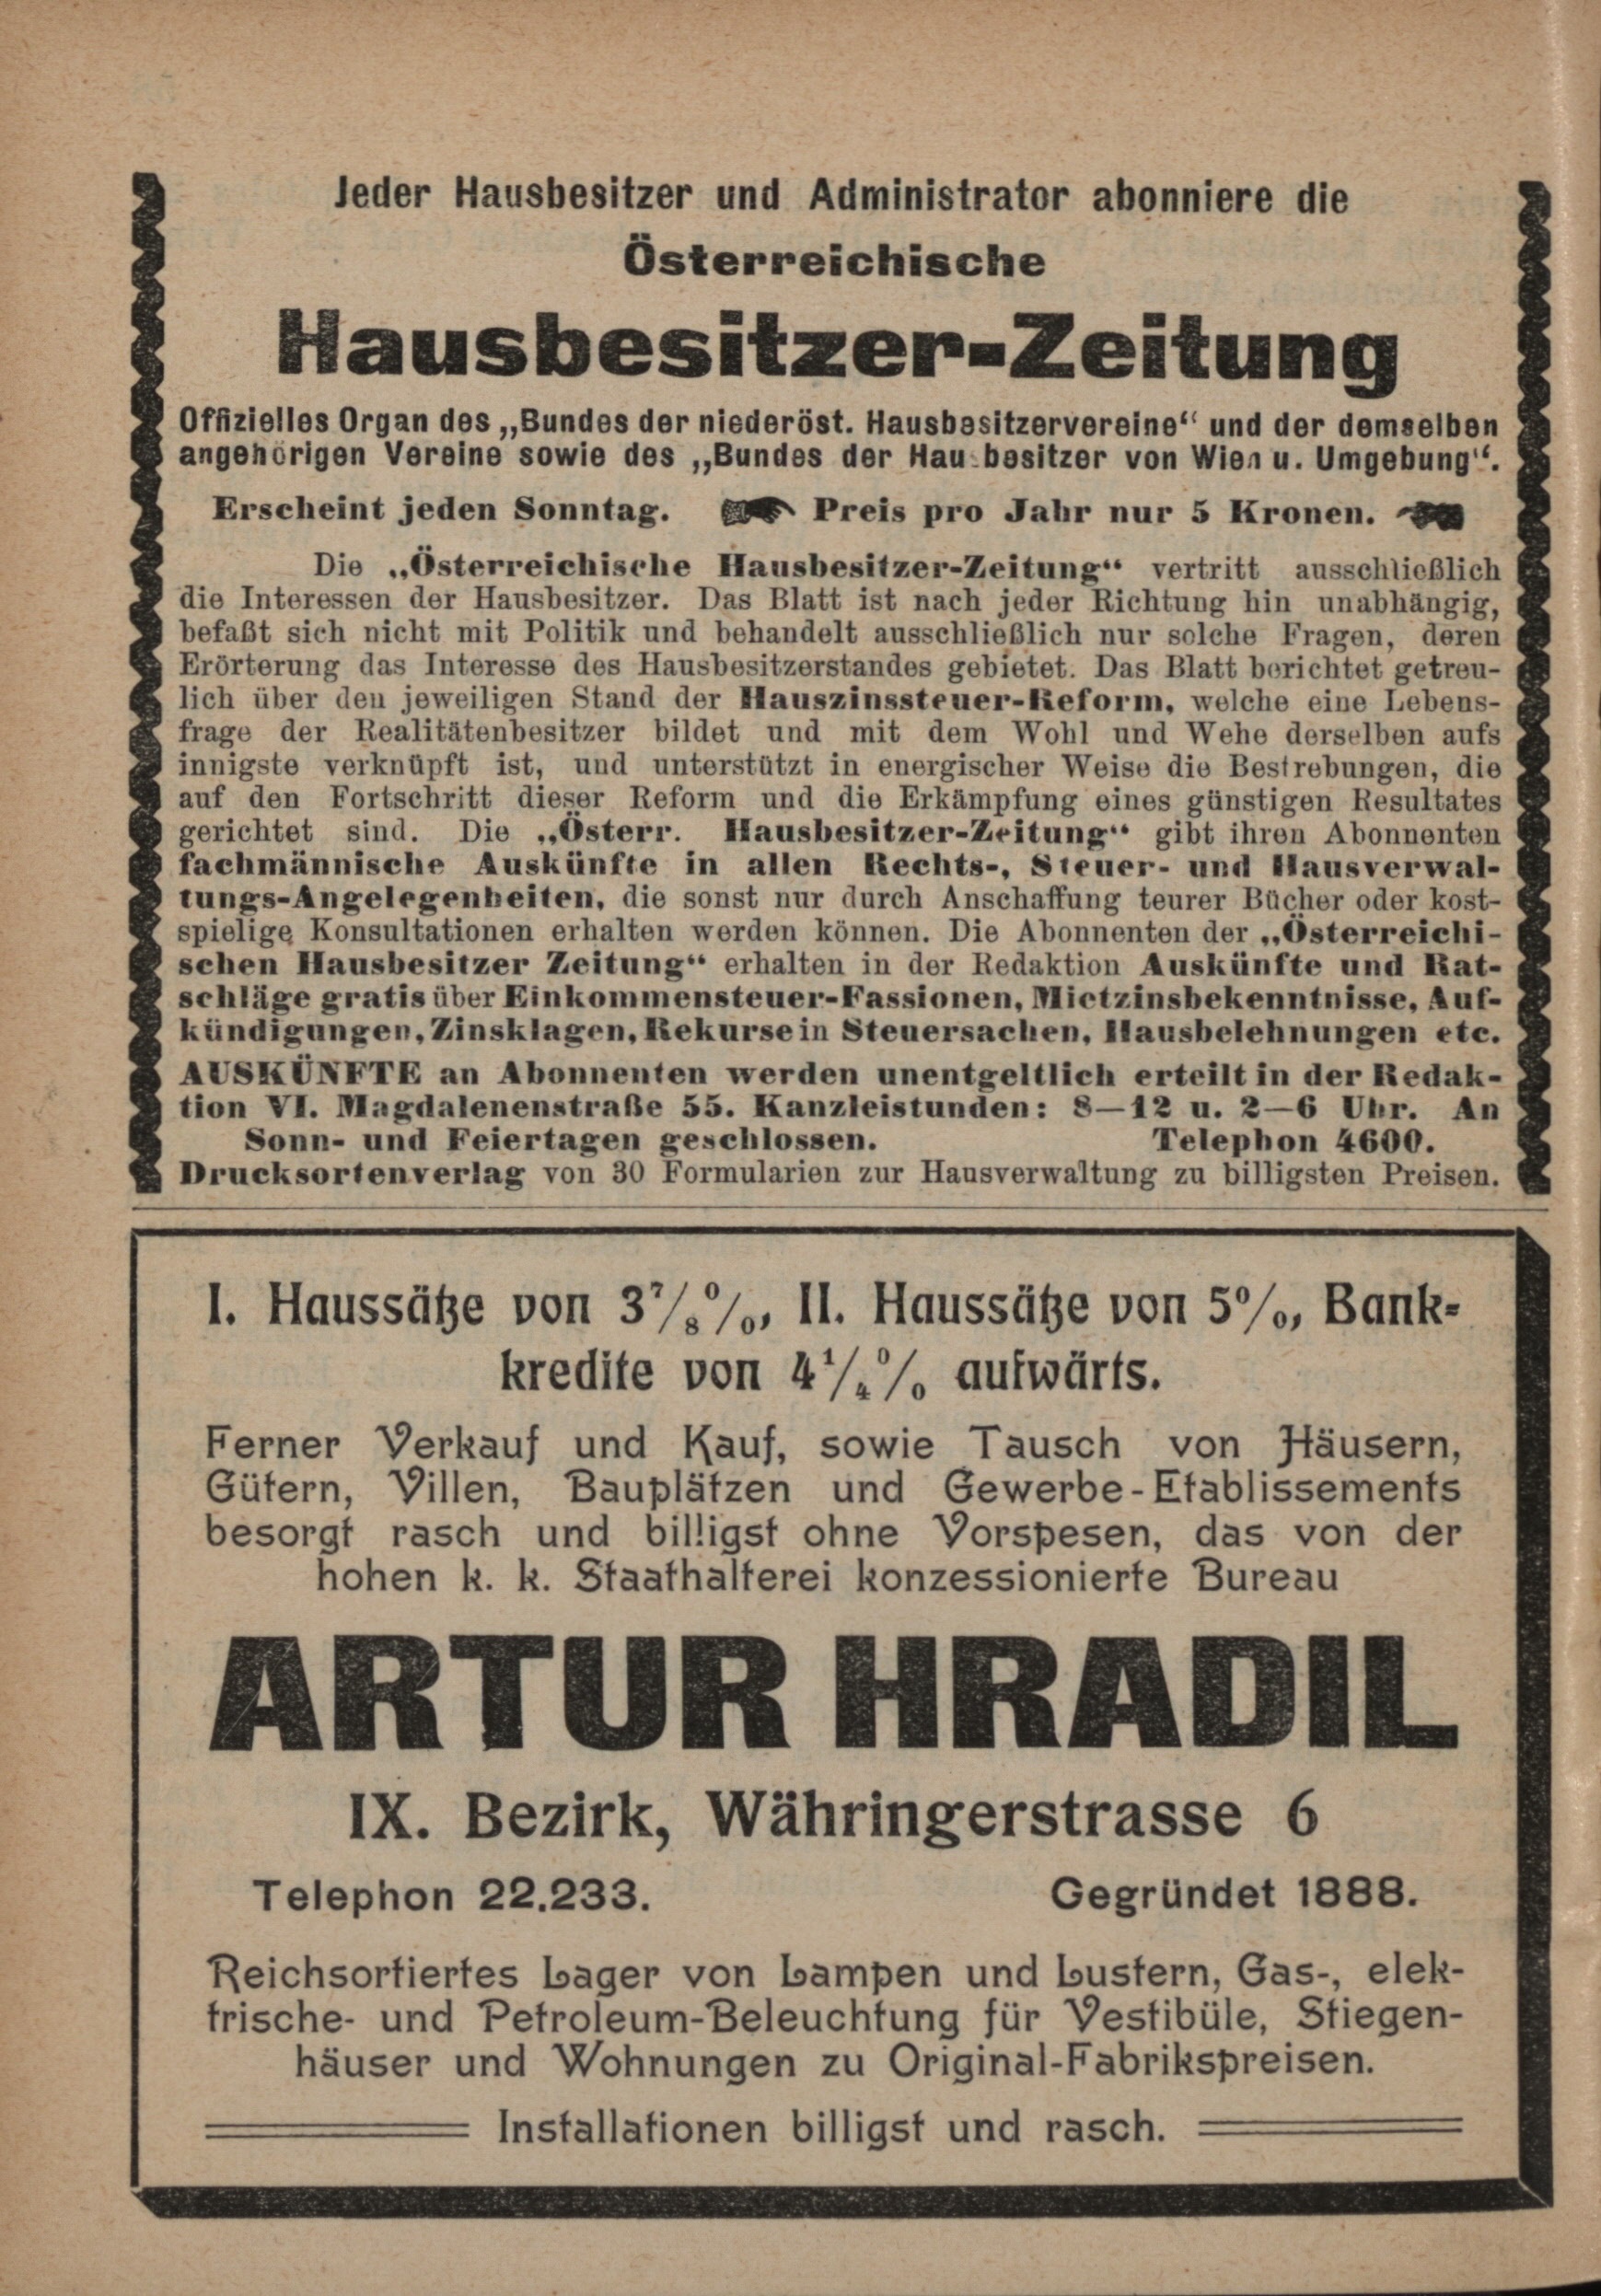 Jeder Hausbesitzer und Administrator abonniere die
Österreichische
Hausbesitzer-Zeitung
Offizielles Organ des „Bundes der niederöst. Hausbesitzervereine“ und der demselben
angehörigen Vereine sowie des „Bundes der Hausbesitzer von Wien u. Umgebung“.
Erscheint jeden Sonntag. Preis pro Jahr nur 5 Kronen.
Die „Österreichische Hausbesitzer-Zeitung“ vertritt ausschließlich
die Interessen der Hausbesitzer. Das Blatt ist nach jeder Richtung hin unabhängig,
befaßt sich nicht mit Politik und behandelt ausschließlich nur solche Fragen, deren
Erörterung das Interesse des Hausbesitzerstandes gebietet. Das Blatt berichtet getreu-
lich über den jeweiligen Stand der Hauszinssteuer-Reform, welche eine Lebens-
frage der Realitätenbesitzer bildet und mit dem Wohl und Wehe derselben aufs
innigste verknüpft ist, und unterstützt in energischer Weise die Bestrebungen, die
auf den Fortschritt dieser Reform und die Erkämpfung eines günstigen Resultates
gerichtet sind. Die „Österr. Hausbesitzer-Zeitung“ gibt ihren Abonnenten
fachmännische Auskünfte in allen Rechts-, Steuer- und Hausverwal-
tungs-Angelegenheiten, die sonst nur durch Anschaffung teurer Bücher oder kost-
spielige Konsultationen erhalten werden können. Die Abonnenten der „Österreichi-
schen Hausbesitzer Zeitung“ erhalten in der Redaktion Auskünfte und Rat-
schläge gratis über Einkommensteuer-Fassionen, Mietzinsbekenntnisse, Auf-
kündigungen, Zinsklagen, Rekurse in Steuersachen, Hausbelehnungen etc.
AUSKÜNFTE an Abonnenten werden unentgeltlich erteilt in der Redak-
tion VI. Magdalenenstraße 55. Kanzleistunden: 8—12 u. 2—6 Uhr. An
Sonn- und Feiertagen geschlossen. Telephon 4600.
Drucksortenverlag von 30 Formularien zur Hausverwaltung zu billigsten Preisen.
I. Haussätze von 3⁷/₈⁰/₀, II. Haussätze von 5⁰/₀, Bank-
kredite von 4¹/₄⁰/₀ aufwärts.
Ferner Verkauf und Kauf, sowie Tausch von Häusern,
Gütern, Villen, Bauplätzen und Gewerbe-Etablissements
besorgt rasch und billigst ohne Vorspesen, das von der
hohen k. k. Staathalterei konzessionierte Bureau
ARTUR HRADIL
IX. Bezirk, Währingerstrasse 6
Telephon 22.233. Gegründet 1888.
Reichsortiertes Lager von Lampen und Lustern, Gas-, elek-
trische- und Petroleum-Beleuchtung für Vestibüle, Stiegen-
häuser und Wohnungen zu Original-Fabrikspreisen.
Installationen billigst und rasch.